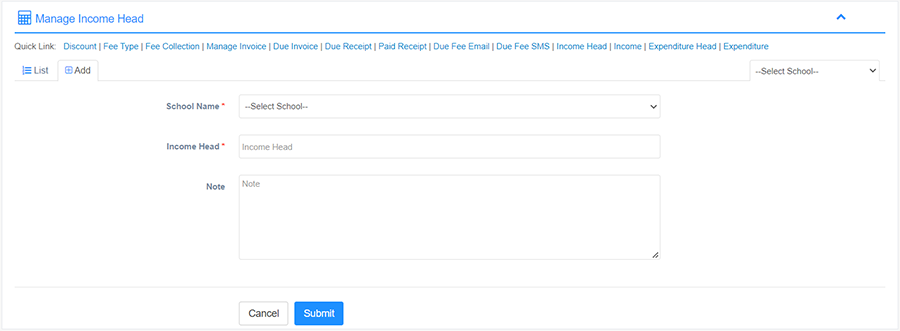 Manage Income Head
Quick Link: Discount | Fee Type | Fee Collection | Manage Invoice | Due Invoice | Due Receipt | Paid Receipt | Due Fee Email | Due Fee SMS | Income Head | Income | Expenditure Head | Expenditure
List Add --Select School--
School Name * --Select School--
Income Head * Income Head
Note Note
Cancel Submit